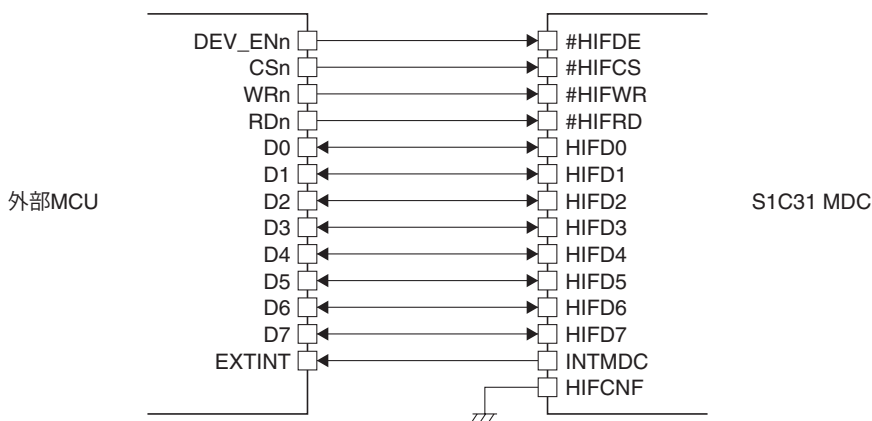 DEV_ENn #HIFDE
CSn #HIFCS
WRn #HIFWR
RDn #HIFRD
D0 HIFD0
D1 HIFD1
外部MCU D2 HIFD2 S1C31 MDC
D3 HIFD3
D4 HIFD4
D5 HIFD5
D6 HIFD6
D7 HIFD7
EXTINT INTMDC
HIFCNF